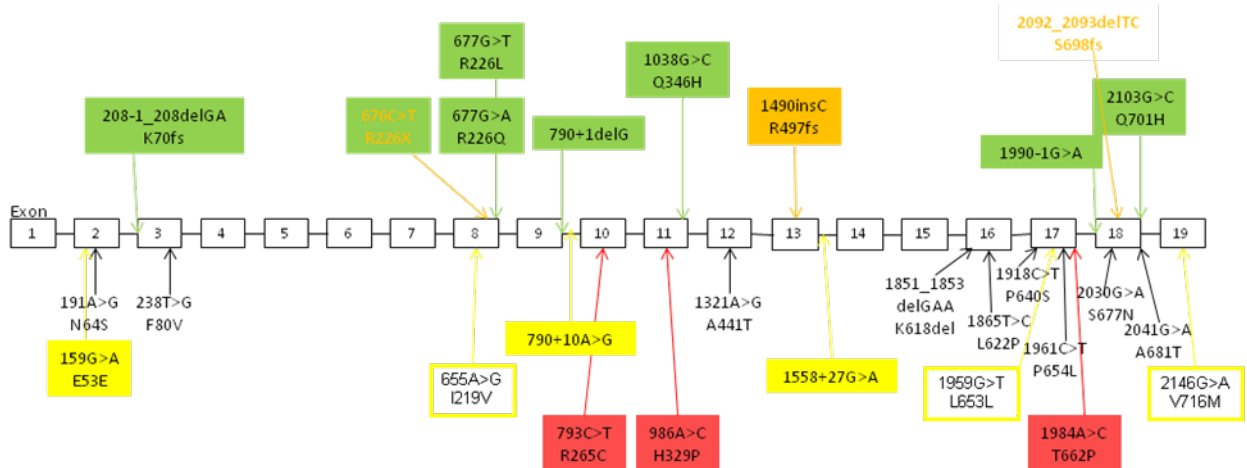 2092_2093delTC
S698fs
677G>T
R226L
1038G>C
Q346H
208-1_208delGA
K70fs
676C>T
R226X
677G>A
R226Q
790+1delG
1490insC
R497fs
2103G>C
Q701H
1990-1G>A
Exon
1 2 3 4 5 6 7 8 9 10 11 12 13 14 15 16 17 18 19
191A>G
N64S
238T>G
F80V
1321A>G
A441T
1851_1853
delGAA
K618del
1865T>C
L622P
1918C>T
P640S
1961C>T
P654L
2030G>A
S677N
2041G>A
A681T
159G>A
E53E
655A>G
I219V
790+10A>G
1558+27G>A
1959G>T
L653L
2146G>A
V716M
793C>T
R265C
986A>C
H329P
1984A>C
T662P